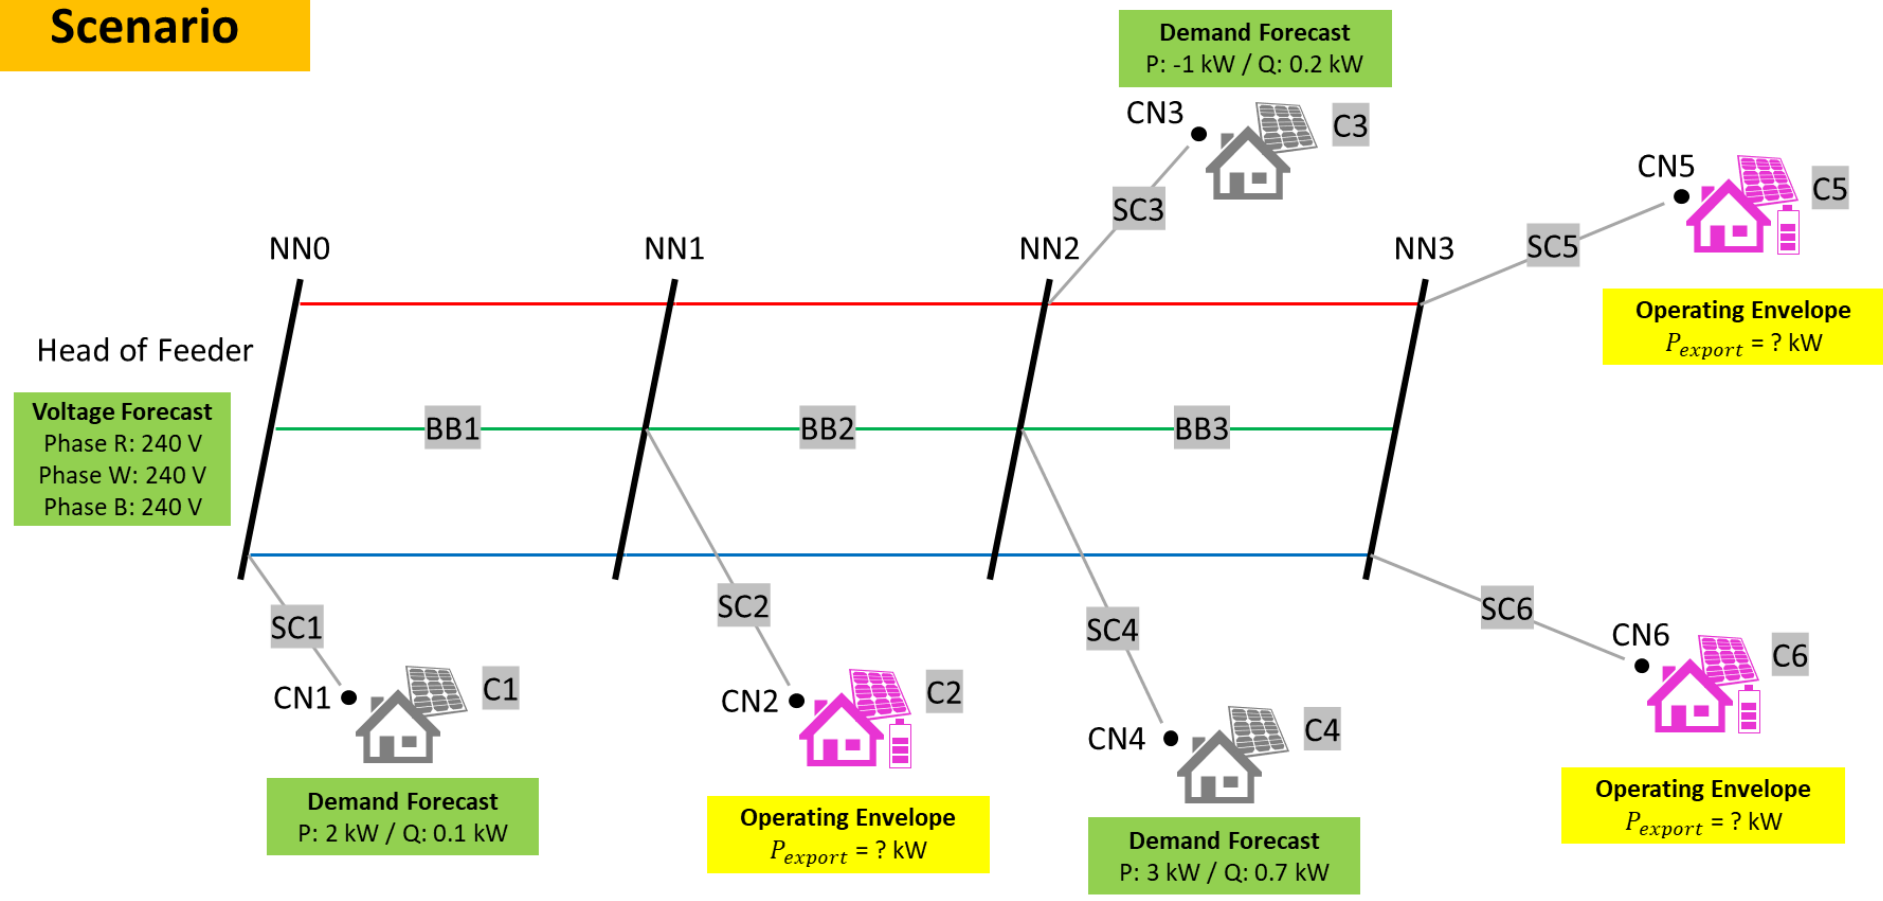 Scenario
Demand Forecast
P: -1 kW / Q: 0.2 kW
CN3
C3
SC3
CN5
C5
SC5
NN0
NN1
NN2
NN3
Operating Envelope
P_export = ? kW
Head of Feeder
Voltage Forecast
Phase R: 240 V
Phase W: 240 V
Phase B: 240 V
BB1
BB2
BB3
SC1
SC2
SC4
SC6
CN6
C6
CN1
C1
CN2
C2
CN4
C4
Demand Forecast
P: 2 kW / Q: 0.1 kW
Operating Envelope
P_export = ? kW
Demand Forecast
P: 3 kW / Q: 0.7 kW
Operating Envelope
P_export = ? kW